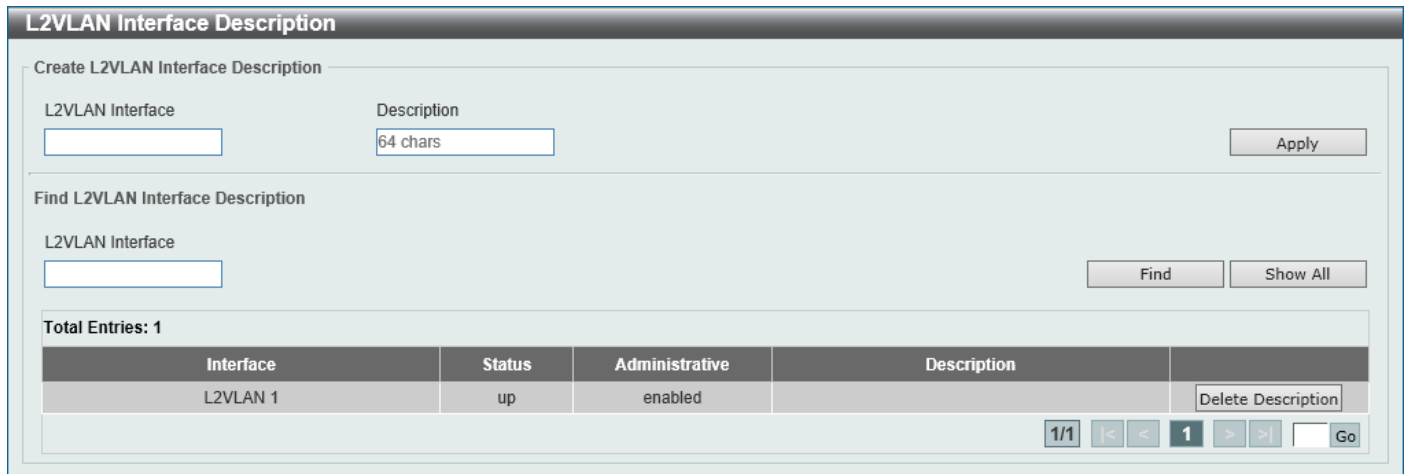 L2VLAN Interface Description
Create L2VLAN Interface Description
L2VLAN Interface Description
64 chars Apply
Find L2VLAN Interface Description
L2VLAN Interface
Find Show All
Total Entries: 1
Interface Status Administrative Description
L2VLAN 1 up enabled Delete Description
1/1 |< < 1 > >| Go